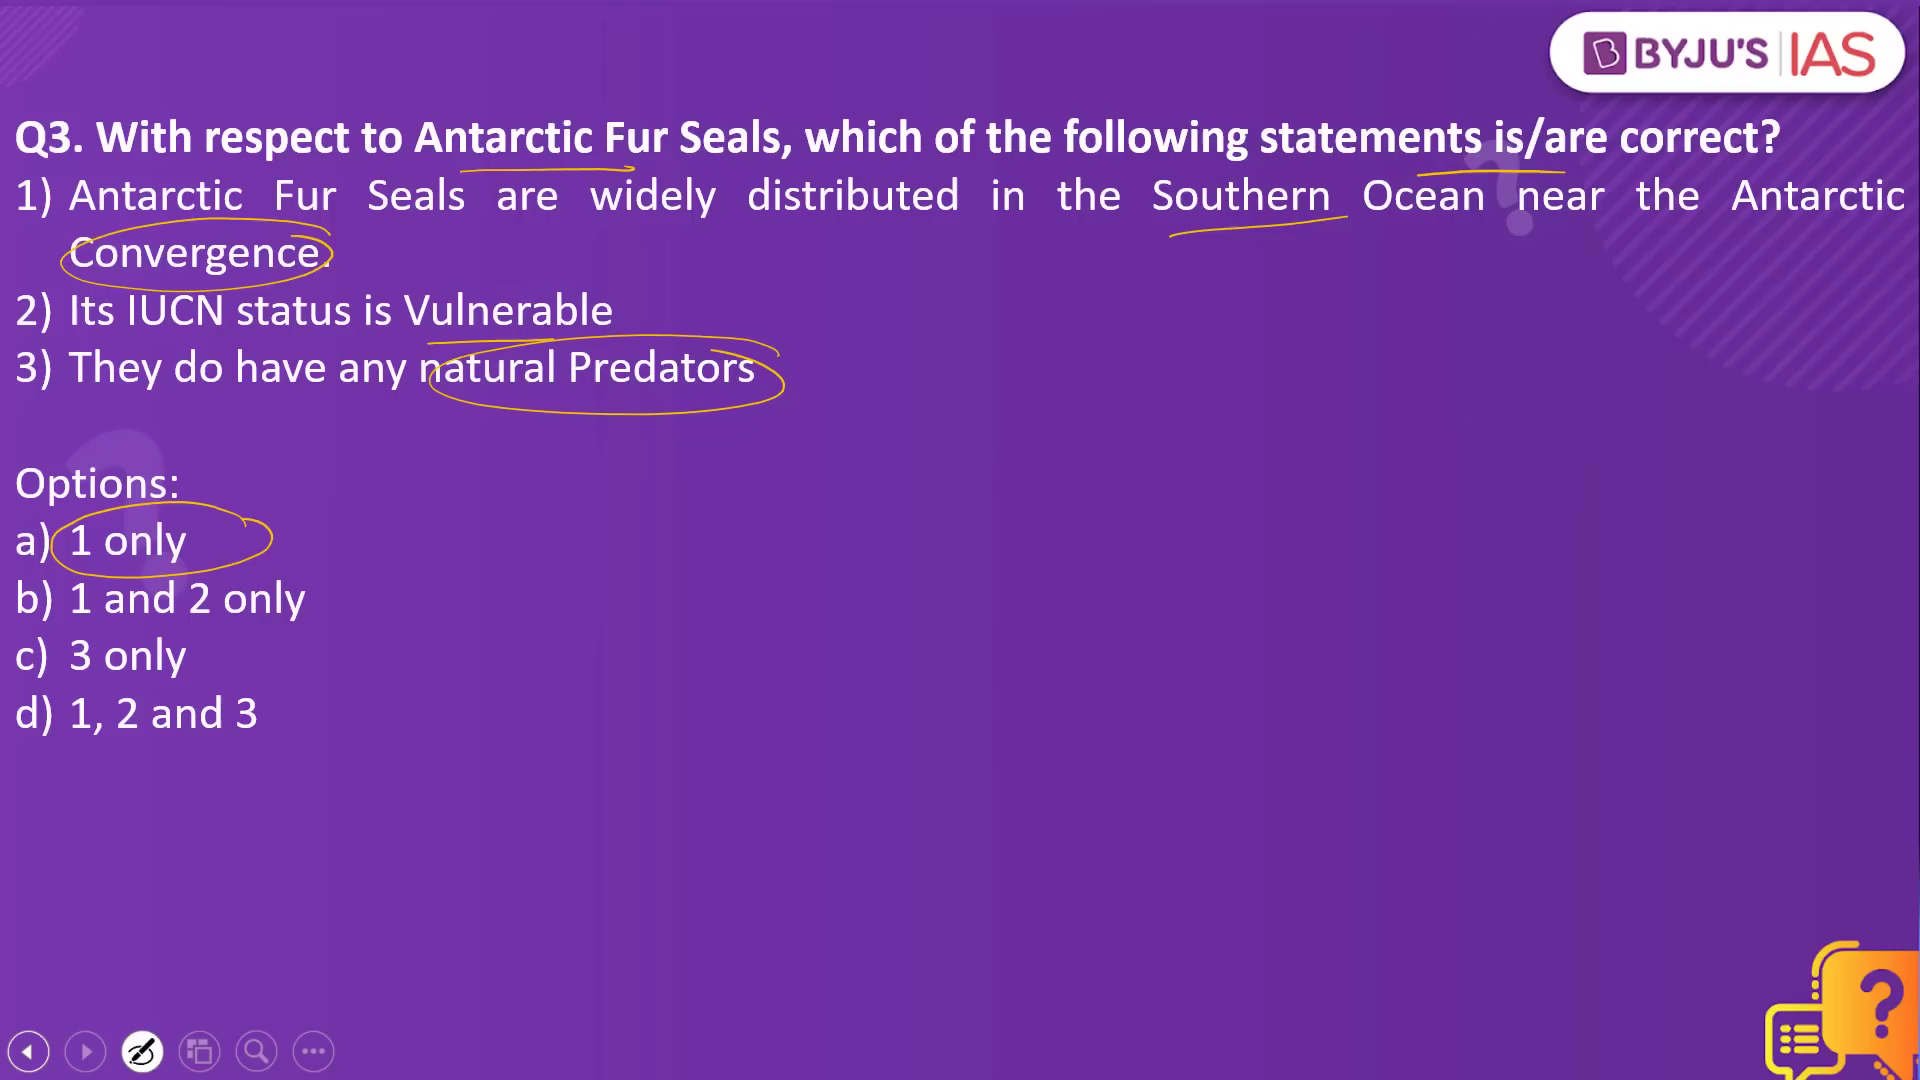 BYJU'S IAS
Q3. With respect to Antarctic Fur Seals, which of the following statements is/are correct?
1) Antarctic Fur Seals are widely distributed in the Southern Ocean near the Antarctic
Convergence.
2) Its IUCN status is Vulnerable
3) They do have any natural Predators
Options:
a) 1 only
b) 1 and 2 only
c) 3 only
d) 1, 2 and 3